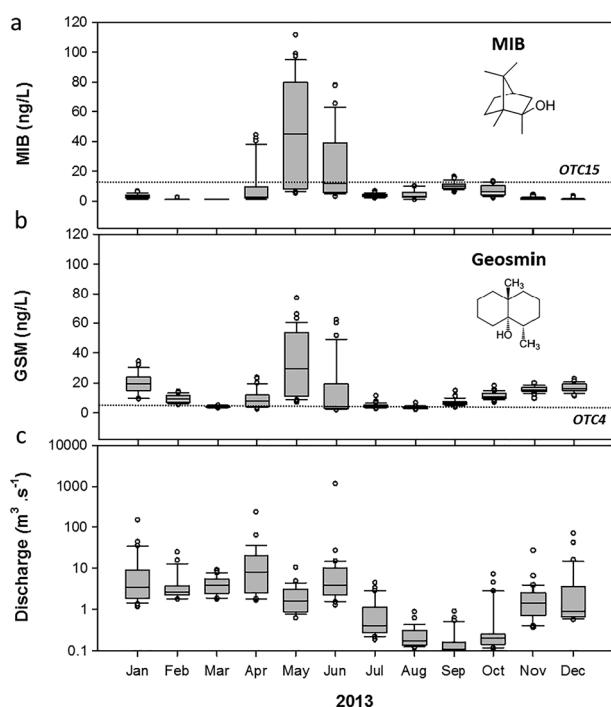 a
120
100
80
60
40
20
0
MIB (ng/L)
MIB
OH
OTC15
b
120
100
80
60
40
20
0
GSM (ng/L)
Geosmin
CH₃
HO
CH₃
OTC4
c
10000
1000
100
10
1
0.1
Discharge (m³ .s⁻¹)
Jan Feb Mar Apr May Jun Jul Aug Sep Oct Nov Dec
2013